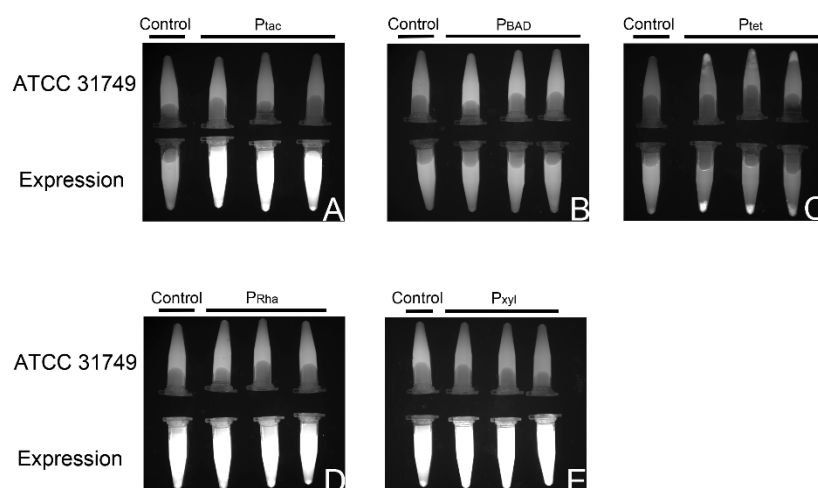 Control Ptac
Control PBAD
Control Ptet
ATCC 31749
Expression
A
B
C
Control PRha
Control Pxyl
ATCC 31749
Expression
D
E